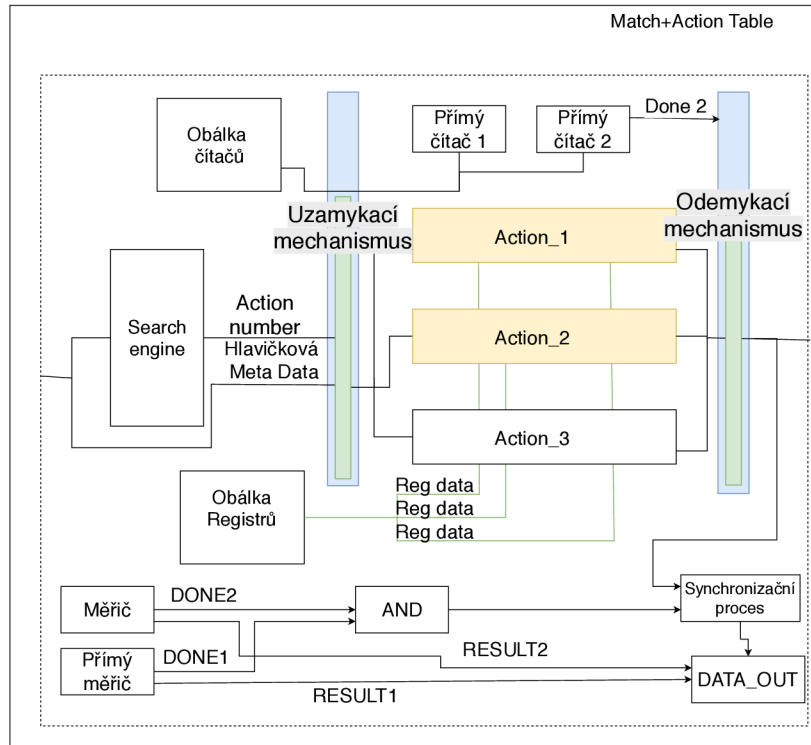 Match+Action Table
Obálka
čítačů
Přímý
čítač 1
Přímý
čítač 2
Done 2
Uzamykací
mechanismus
Odemykací
mechanismus
Action_1
Search
engine
Action
number
Hlavičková
Meta Data
Action_2
Action_3
Obálka
Registrů
Reg data
Reg data
Reg data
Měřič
DONE2
AND
Synchronizační
proces
Přímý
měřič
DONE1
RESULT2
RESULT1
DATA_OUT